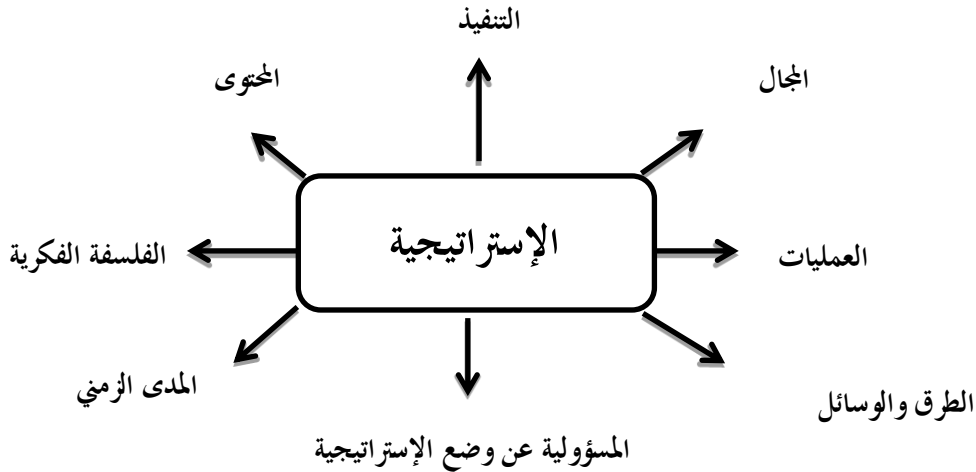 التنفيذ
المجال
المحتوى
الإستراتيجية
العمليات
الفلسفة الفكرية
المدى الزمني
الطرق والوسائل
المسؤولية عن وضع الإستراتيجية